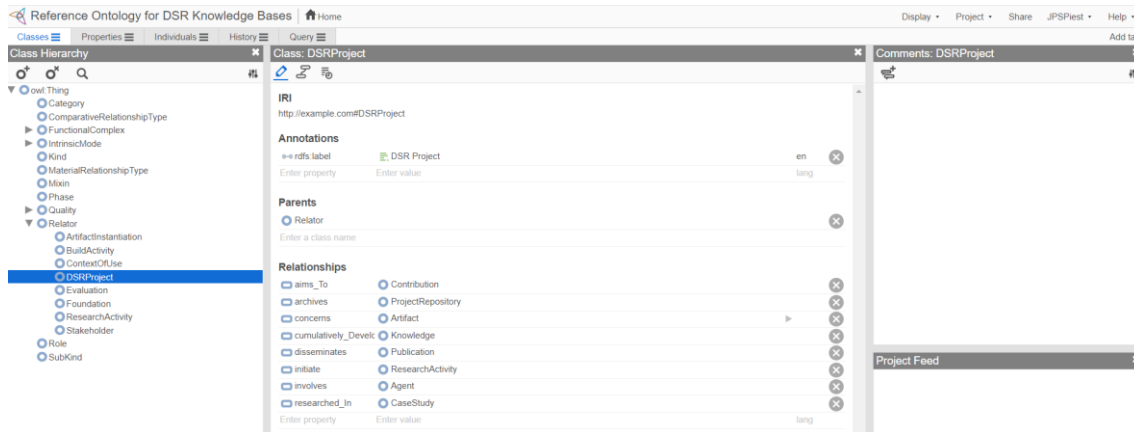 Reference Ontology for DSR Knowledge Bases | Home
Display Project Share JPSPiest Help
Classes Properties Individuals History Query
Add ta
Class Hierarchy
owl:Thing
Category
ComparativeRelationshipType
FunctionalComplex
IntrinsicMode
Kind
MaterialRelationshipType
Mixin
Phase
Quality
Relator
ArtifactInstantiation
BuildActivity
ContextOfUse
DSRProject
Evaluation
Foundation
ResearchActivity
Stakeholder
Role
SubKind
Class: DSRProject
IRI
http://example.com#DSRProject
Annotations
rdfs:label DSR Project en
Enter property Enter value lang
Parents
Relator
Enter a class name
Relationships
aims_To Contribution
archives ProjectRepository
concerns Artifact
cumulatively_Develc Knowledge
disseminates Publication
initiate ResearchActivity
involves Agent
researched_In CaseStudy
Enter property Enter value lang
Comments: DSRProject
Project Feed